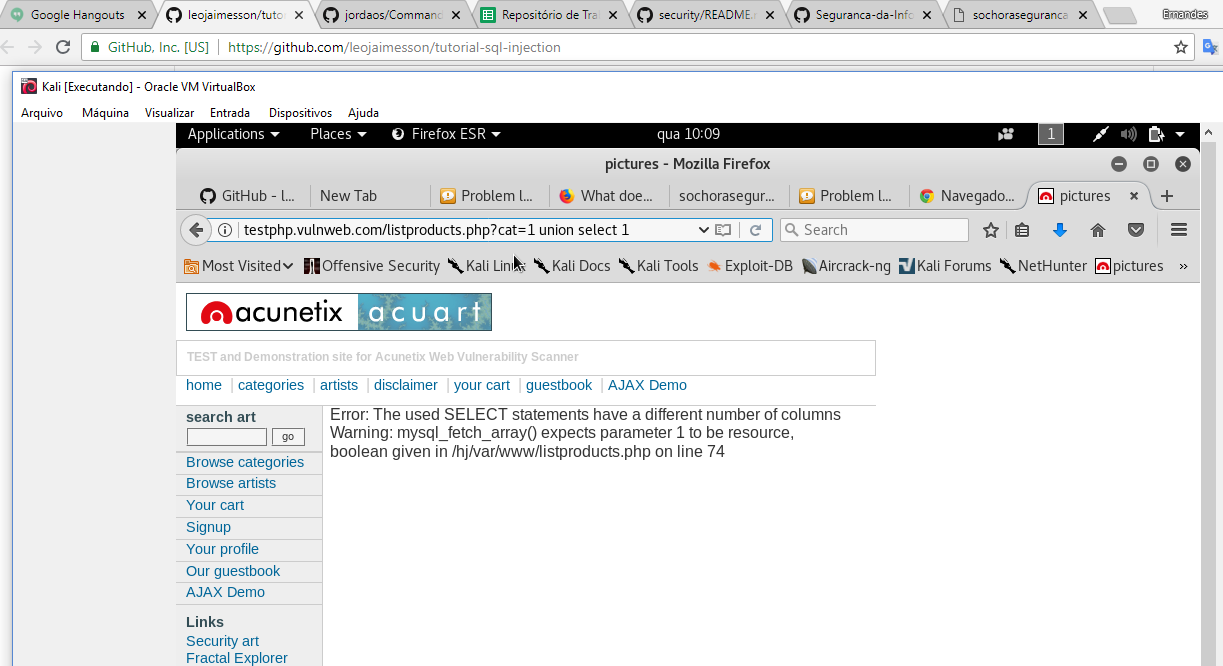 Google Hangouts
leojaimesson/tuto
jordaos/Command
Repositório de Tra
security/README.
Seguranca-da-Info
sochoraseguranca
Ernandes
GitHub, Inc. [US] | https://github.com/leojaimesson/tutorial-sql-injection
Kali [Executando] - Oracle VM VirtualBox
Arquivo Máquina Visualizar Entrada Dispositivos Ajuda
Applications Places Firefox ESR qua 10:09 1
pictures - Mozilla Firefox
GitHub - l... New Tab Problem l... What doe... sochorasegur... Problem l... Navegado... pictures
testphp.vulnweb.com/listproducts.php?cat=1 union select 1 Search
Most Visited Offensive Security Kali Linux Kali Docs Kali Tools Exploit-DB Aircrack-ng Kali Forums NetHunter pictures »
acunetix acuart
TEST and Demonstration site for Acunetix Web Vulnerability Scanner
home | categories | artists | disclaimer | your cart | guestbook | AJAX Demo
search art
go
Browse categories
Browse artists
Your cart
Signup
Your profile
Our guestbook
AJAX Demo
Links
Security art
Fractal Explorer
Error: The used SELECT statements have a different number of columns
Warning: mysql_fetch_array() expects parameter 1 to be resource,
boolean given in /hj/var/www/listproducts.php on line 74